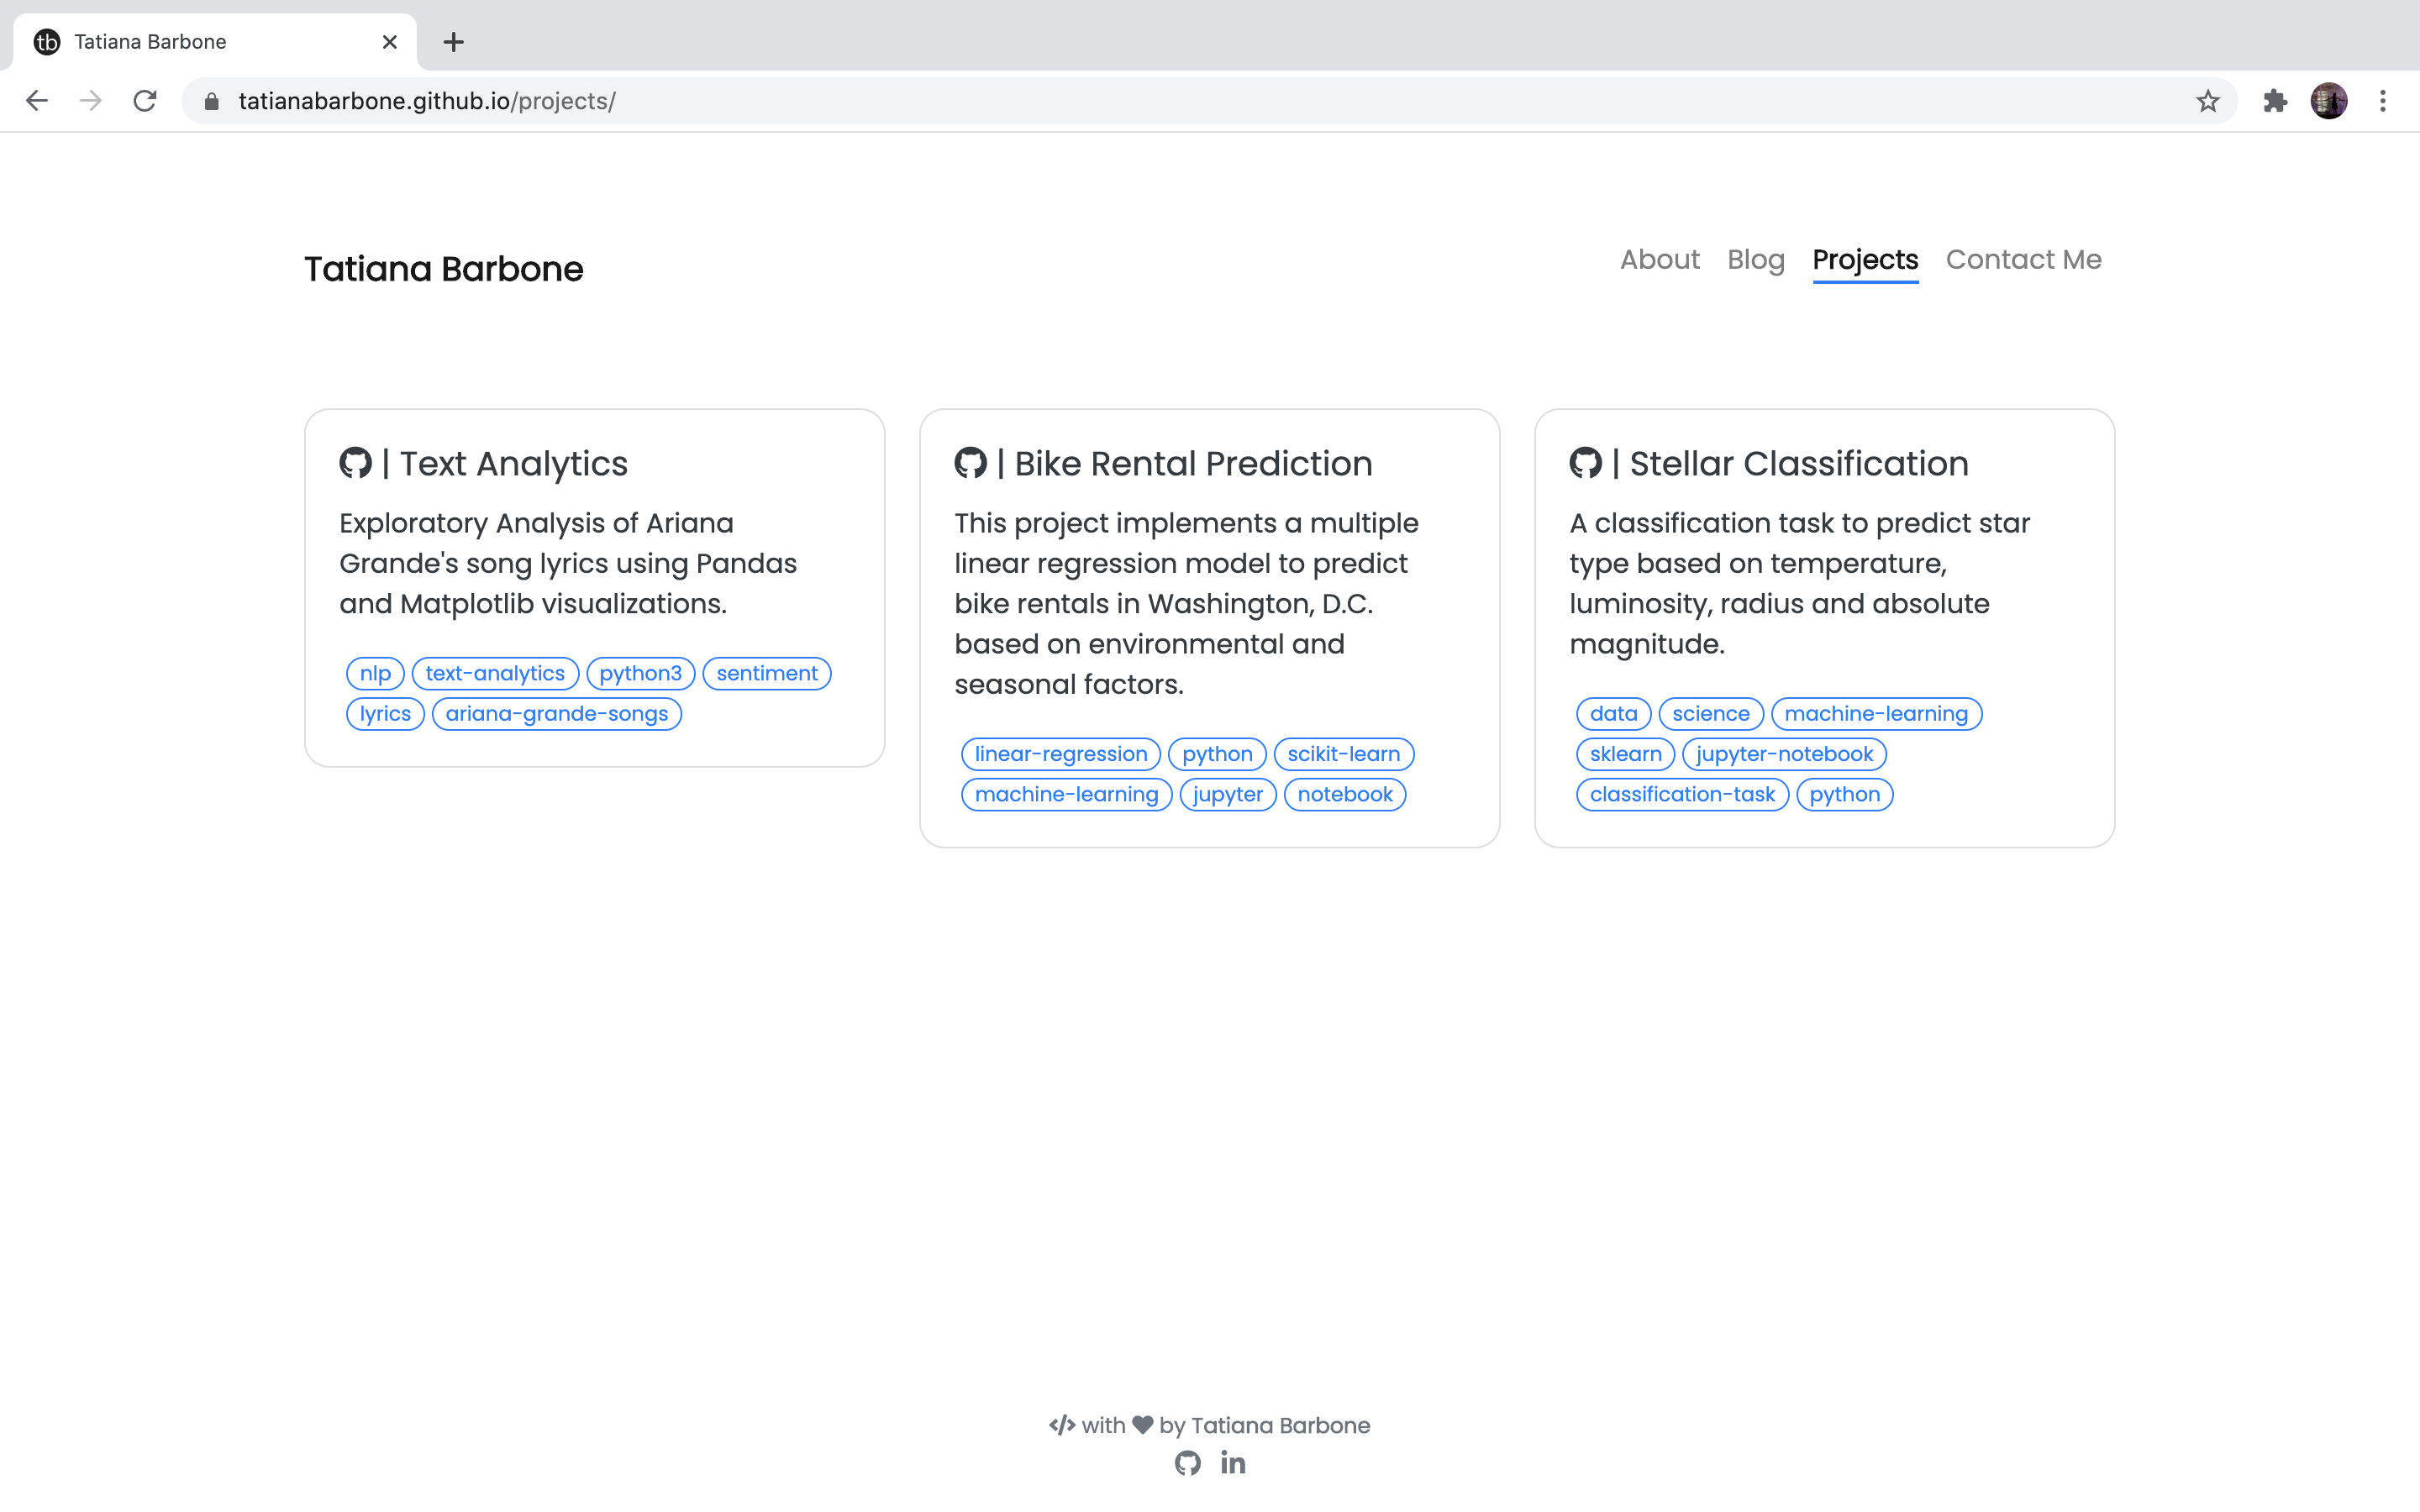 tb Tatiana Barbone
tatianabarbone.github.io/projects/
Tatiana Barbone
About Blog Projects Contact Me
| Text Analytics
Exploratory Analysis of Ariana
Grande's song lyrics using Pandas
and Matplotlib visualizations.
nlp text-analytics python3 sentiment
lyrics ariana-grande-songs
| Bike Rental Prediction
This project implements a multiple
linear regression model to predict
bike rentals in Washington, D.C.
based on environmental and
seasonal factors.
linear-regression python scikit-learn
machine-learning jupyter notebook
| Stellar Classification
A classification task to predict star
type based on temperature,
luminosity, radius and absolute
magnitude.
data science machine-learning
sklearn jupyter-notebook
classification-task python
</> with ♥ by Tatiana Barbone
in